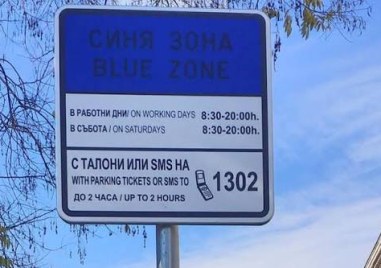 СИНЯ ЗОНА
BLUE ZONE
В РАБОТНИ ДНИ/ ON WORKING DAYS 8:30-20:00h.
В СЪБОТА / ON SATURDAYS 8:30-20:00h.
С ТАЛОНИ ИЛИ SMS НА
WITH PARKING TICKETS OR SMS TO 1302
ДО 2 ЧАСА / UP TO 2 HOURS